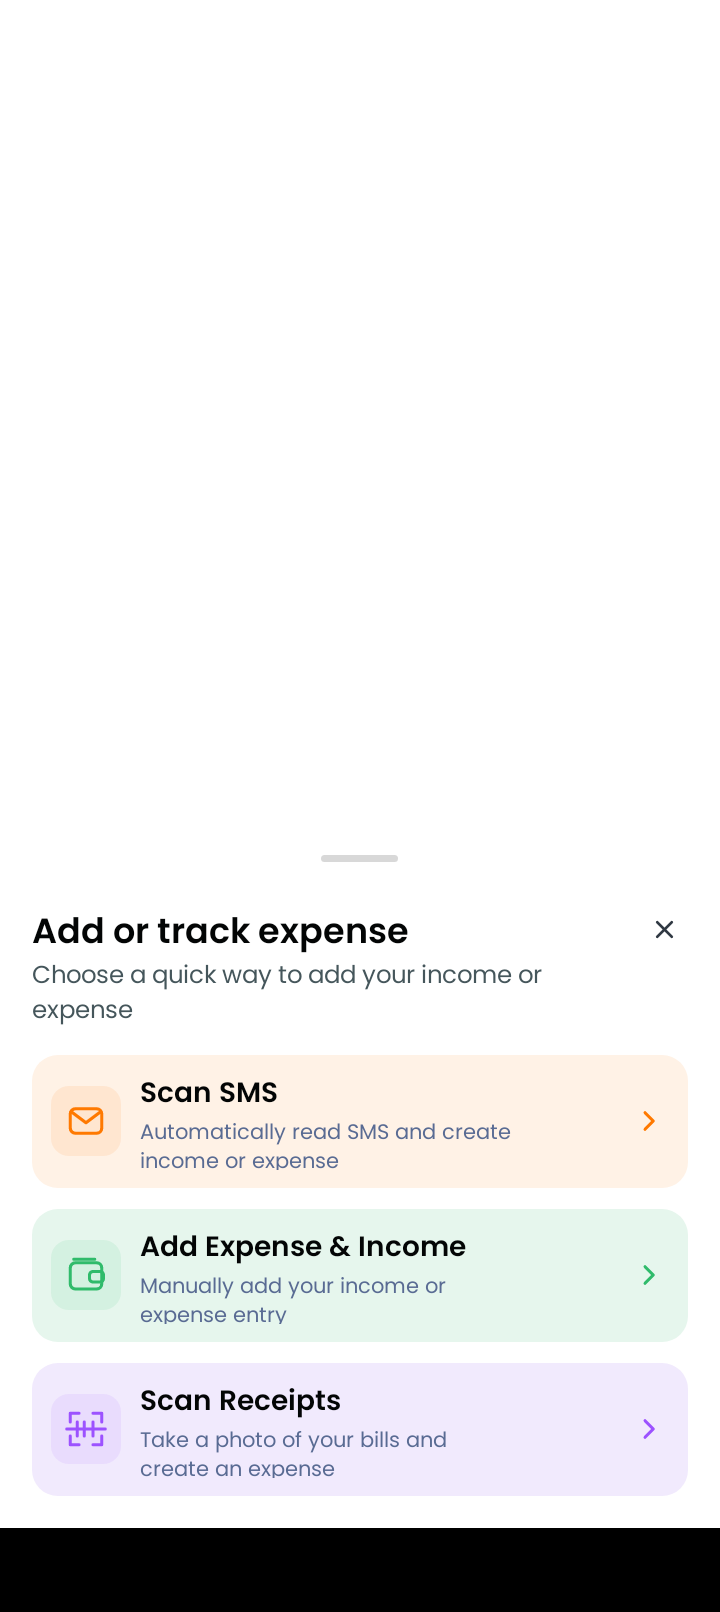 Add or track expense
Choose a quick way to add your income or
expense
Scan SMS
Automatically read SMS and create
income or expense
Add Expense & Income
Manually add your income or
expense entry
Scan Receipts
Take a photo of your bills and
create an expense